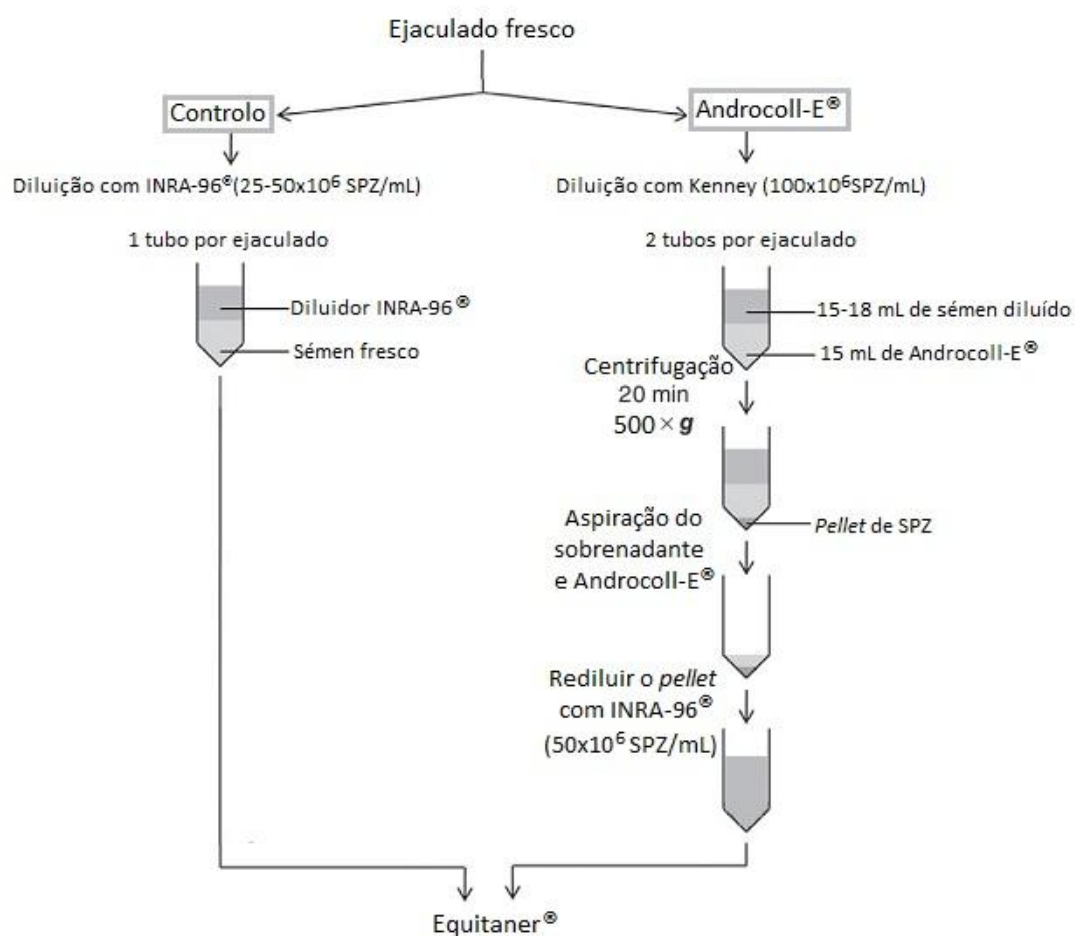 Ejaculado fresco
Controlo
Androcoll-E®
Diluição com INRA-96®(25-50x10⁶ SPZ/mL)
Diluição com Kenney (100x10⁶SPZ/mL)
1 tubo por ejaculado
2 tubos por ejaculado
Diluidor INRA-96®
Sémen fresco
15-18 mL de sémen diluído
15 mL de Androcoll-E®
Centrifugação
20 min
500 × g
Pellet de SPZ
Aspiração do
sobrenadante
e Androcoll-E®
Rediluir o pellet
com INRA-96®
(50x10⁶ SPZ/mL)
Equitaner®